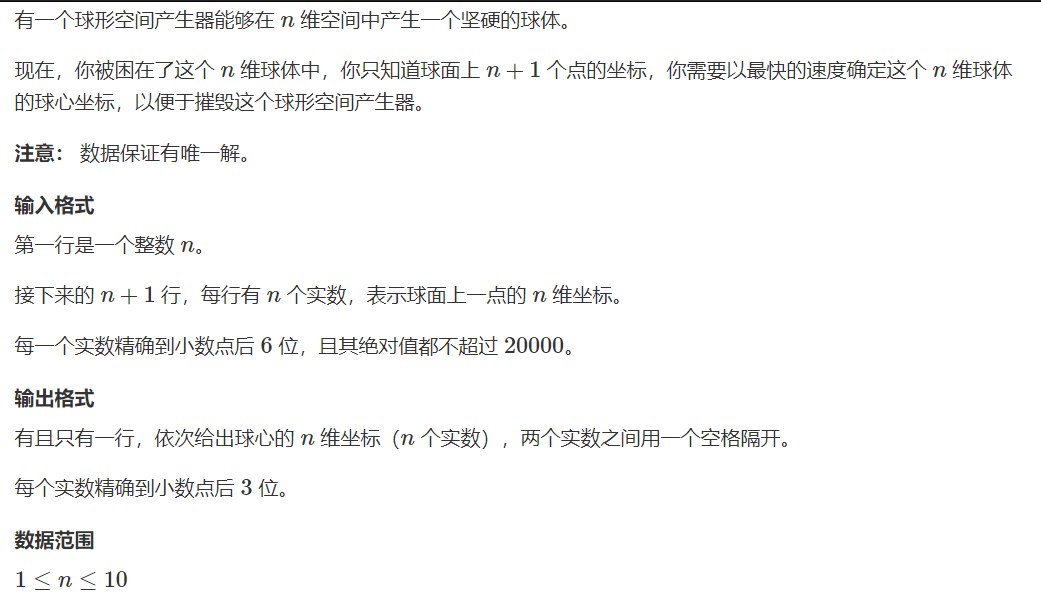 有一个球形空间产生器能够在 n 维空间中产生一个坚硬的球体。
现在，你被困在了这个 n 维球体中，你只知道球面上 n + 1 个点的坐标，你需要以最快的速度确定这个 n 维球体
的球心坐标，以便于摧毁这个球形空间产生器。
注意： 数据保证有唯一解。
输入格式
第一行是一个整数 n。
接下来的 n + 1 行，每行有 n 个实数，表示球面上一点的 n 维坐标。
每一个实数精确到小数点后 6 位，且其绝对值都不超过 20000。
输出格式
有且只有一行，依次给出球心的 n 维坐标（n 个实数），两个实数之间用一个空格隔开。
每个实数精确到小数点后 3 位。
数据范围
1 ≤ n ≤ 10